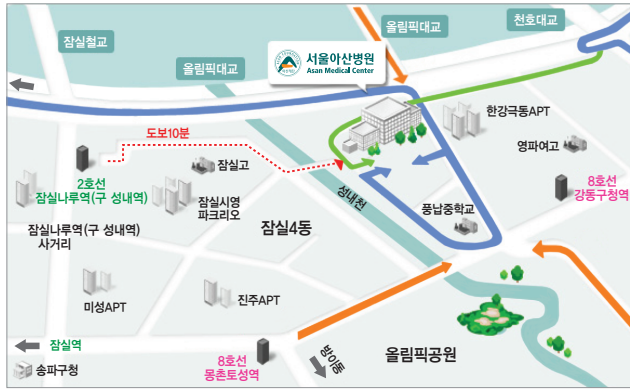 천호대교
올림픽대교
올림픽대교
잠실철교
서울아산병원
Asan Medical Center
한강극동APT
영파여고
도보10분
잠실고
2호선
잠실나루역(구 성내역)
잠실시영
파크리오
성내천
8호선
강동구청역
풍납중학교
잠실나루역(구 성내역)
사거리
잠실4동
미성APT
진주APT
잠실역
송파구청
8호선
몽촌토성역
방이동
올림픽공원